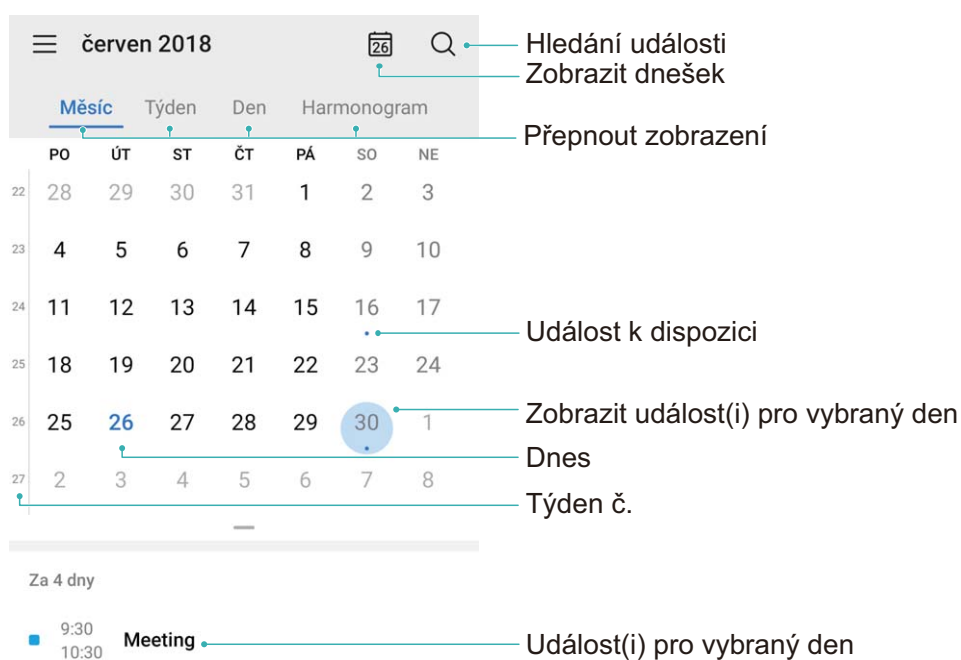 červen 2018
26
Hledání události
Zobrazit dnešek
Měsíc Týden Den Harmonogram
Přepnout zobrazení
PO ÚT ST ČT PÁ SO NE
22 28 29 30 31 1 2 3
23 4 5 6 7 8 9 10
24 11 12 13 14 15 16 17
Událost k dispozici
25 18 19 20 21 22 23 24
26 25 26 27 28 29 30 1
Zobrazit událost(i) pro vybraný den
Dnes
27 2 3 4 5 6 7 8
Týden č.
Za 4 dny
9:30
10:30
Meeting
Událost(i) pro vybraný den